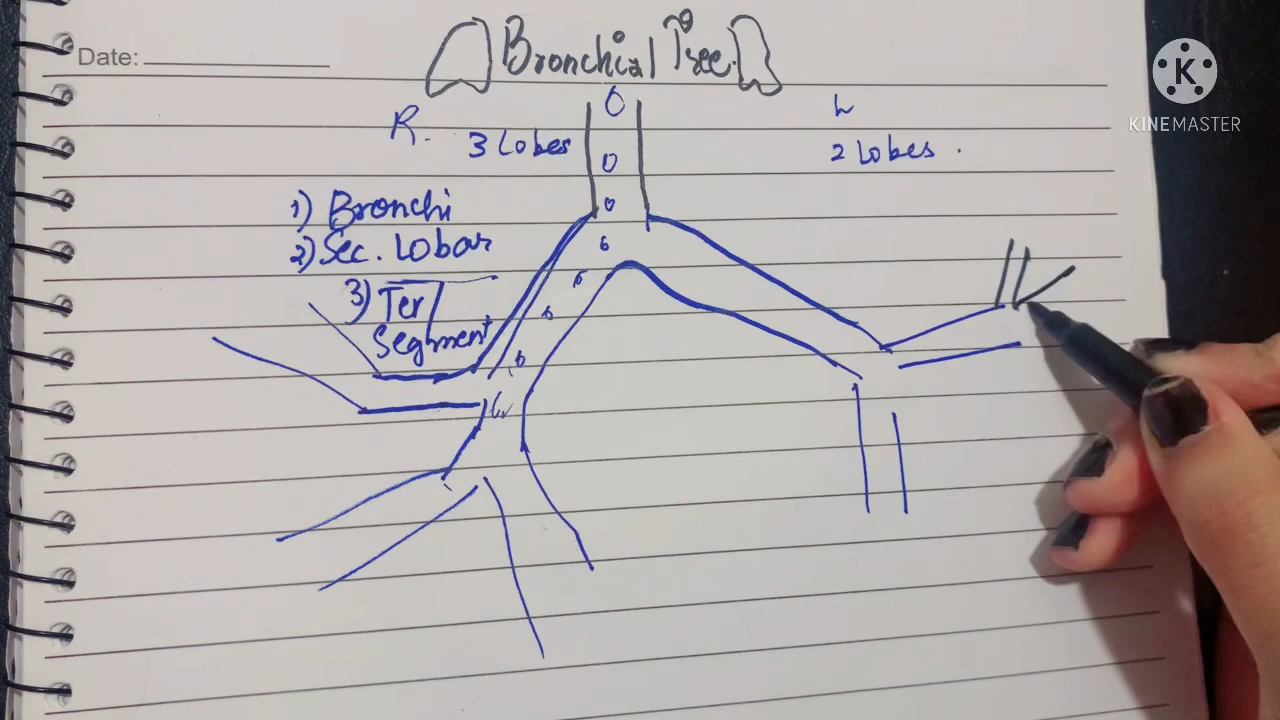 Date:
Bronchial Tree
R. L
3 Lobes 2 Lobes.
1) Bronchi
2) Sec. Lobar
3) Ter/
Segment
KINEMASTER